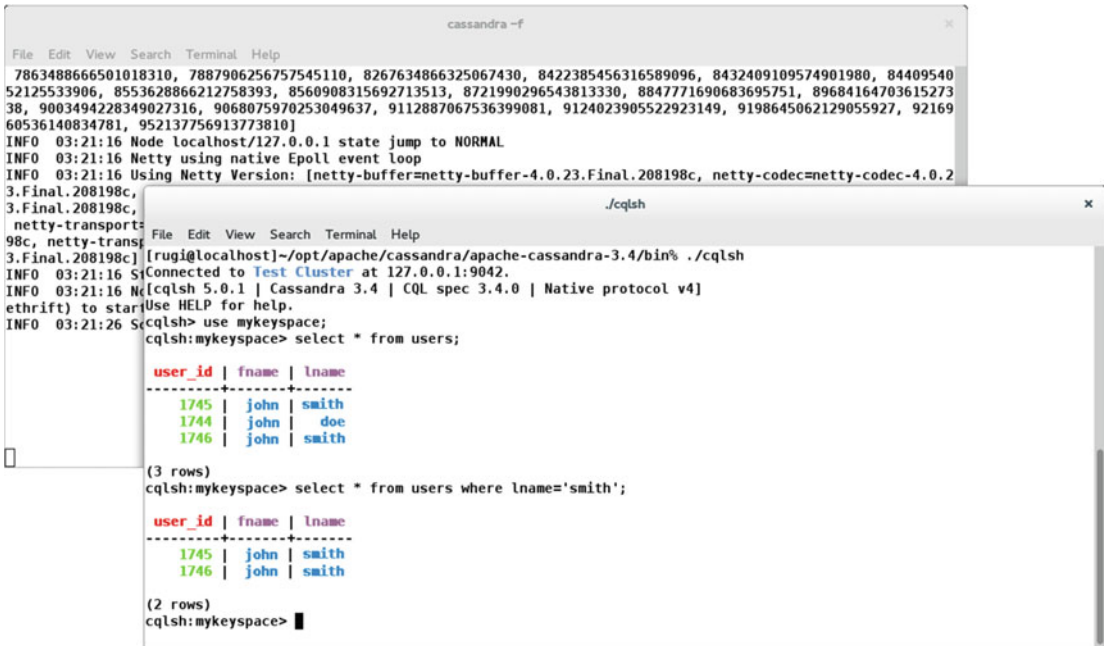 cassandra -f
File Edit View Search Terminal Help
7863488666501018310, 7887906256757545110, 8267634866325067430, 8422385456316589096, 8432409109574901980, 84409540
52125533906, 8553628866212758393, 8560908315692713513, 8721990296543813330, 8847771690683695751, 896841647036152 73
38, 9003494228349027316, 9068075970253049637, 9112887067536399081, 9124023905522923149, 9198645062129055927, 92169
60536140834781, 952137756913773810]
INFO 03:21:16 Node localhost/127.0.0.1 state jump to NORMAL
INFO 03:21:16 Netty using native Epoll event loop
INFO 03:21:16 Using Netty Version: [netty-buffer=netty-buffer-4.0.23.Final.208198c, netty-codec=netty-codec-4.0.2
3.Final.208198c,
3.Final.208198c,
netty-transport=
98c, netty-transp
3.Final.208198c]
INFO 03:21:16 St
INFO 03:21:16 No
ethrift) to start
INFO 03:21:26 Sc
./cqlsh
File Edit View Search Terminal Help
[rugi@localhost]~/opt/apache/cassandra/apache-cassandra-3.4/bin% ./cqlsh
Connected to Test Cluster at 127.0.0.1:9042.
[cqlsh 5.0.1 | Cassandra 3.4 | CQL spec 3.4.0 | Native protocol v4]
Use HELP for help.
cqlsh> use mykeyspace;
cqlsh:mykeyspace> select * from users;
user_id | fname | lname
---------+-------+-------
1745 | john | smith
1744 | john | doe
1746 | john | smith
(3 rows)
cqlsh:mykeyspace> select * from users where lname='smith';
user_id | fname | lname
---------+-------+-------
1745 | john | smith
1746 | john | smith
(2 rows)
cqlsh:mykeyspace>